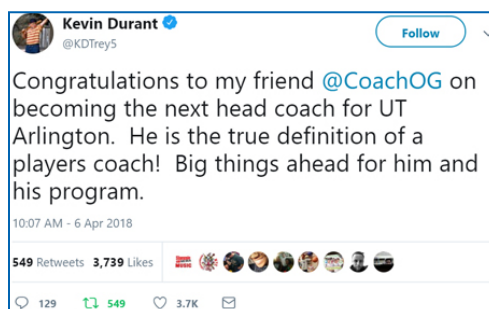 Kevin Durant
@KDTrey5
Follow
Congratulations to my friend @CoachOG on
becoming the next head coach for UT
Arlington.  He is the true definition of a
players coach!  Big things ahead for him and
his program.
10:07 AM - 6 Apr 2018
549 Retweets 3,739 Likes
129 549 3.7K